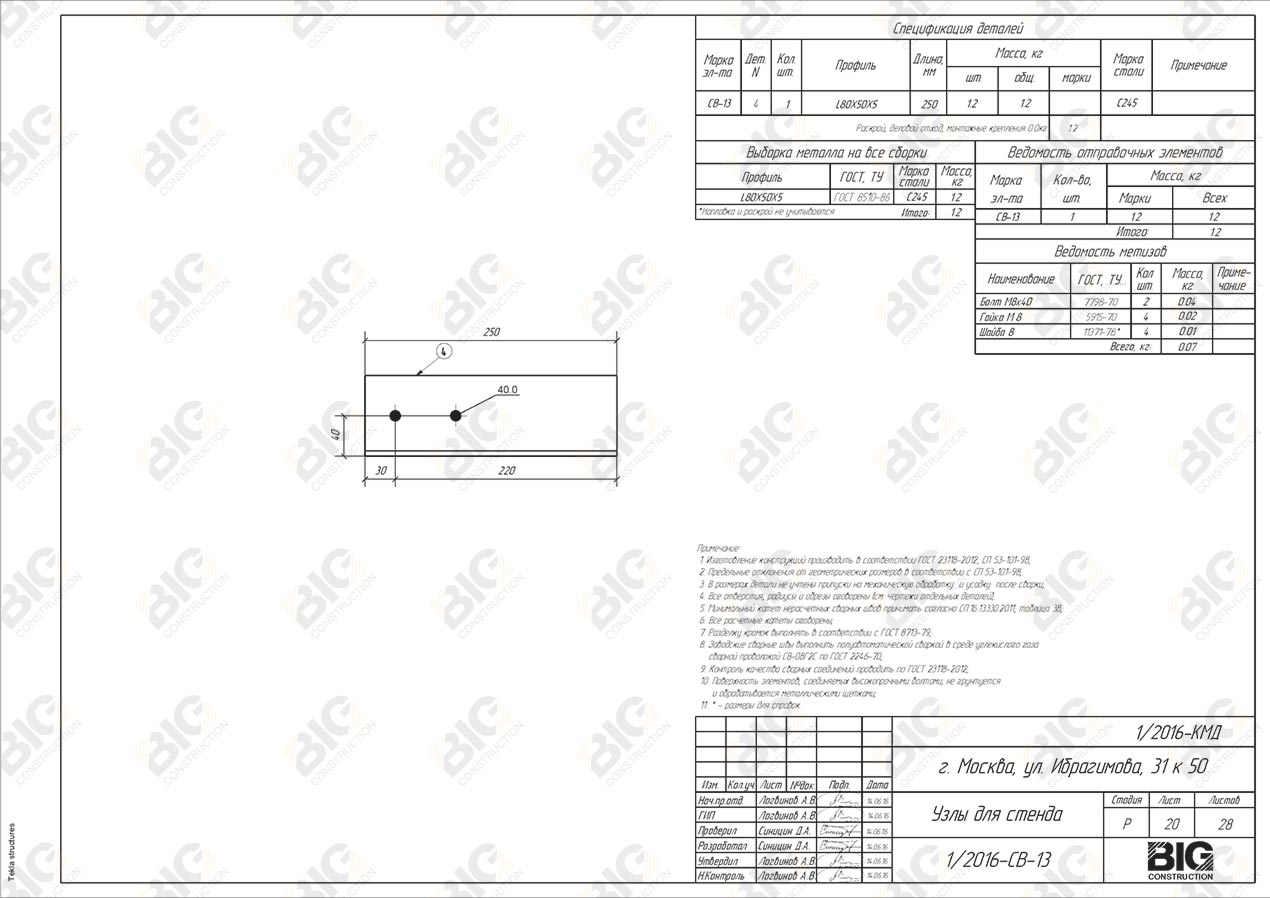 Спецификация деталей
Марка эл-та Дет. N Кол. шт. Профиль Длина, мм Масса, кг шт. общ. марки Марка стали Примечание
СВ-13 4 1 L80X50X5 250 1.2 1.2 С245
Раскрой, деловой отход, монтажные крепления 0.0кг 1.2
Выборка металла на все сборки
Профиль ГОСТ, ТУ Марка стали Масса, кг
L80X50X5 ГОСТ 8510-86 С245 1.2
*Наплавка и раскрой не учитываются Итого: 1.2
Ведомость отправочных элементов
Марка эл-та Кол-во, шт. Масса, кг Марки Всех
СВ-13 1 1.2 1.2
Итого: 1.2
Ведомость метизов
Наименование ГОСТ, ТУ... Кол шт. Масса, кг. Приме-чание
Болт М8х40 7798-70 2 0.04
Гайка М 8 5915-70 4 0.02
Шайба 8 11371-78* 4 0.01
Всего, кг: 0.07
250
4
40.0
40
30 220
Примечание
1. Изготовление конструкций производить в соответствии ГОСТ 23118-2012, СП 53-101-98;
2. Предельные отклонения от геометрических размеров в соответствии с СП 53-101-98;
3. В размерах детали не учтены припуски на механическую обработку и усадку после сварки;
4. Все отверстия, радиусы и обрезы оговорены (см. чертежи отдельных деталей);
5. Минимальный катет нерасчетных сварных швов принимать согласно СП 16.13330.2011, таблица 38;
6. Все расчетные катеты оговорены;
7. Разделку кромок выполнять в соответствии с ГОСТ 8713-79;
8. Заводские сварные швы выполнить полуавтоматической сваркой в среде углекислого газа
сварной проволокой СВ-08Г2С по ГОСТ 2246-70;
9. Контроль качества сварных соединений проводить по ГОСТ 23118-2012;
10. Поверхность элементов, соединяемых высокопрочными болтами, не грунтуется
и обрабатывается металлическими щетками;
11. * - размеры для справок
1/2016-КМД
г. Москва, ул. Ибрагимова, 31 к 50
Изм. Кол.уч Лист №док. Подп. Дата
Нач.пр.отд. Логвинов А.В. 14.06.16
ГИП Логвинов А.В. 14.06.16
Проверил Синицин Д.А. 14.06.16
Разработал Синицин Д.А. 14.06.16
Утвердил Логвинов А.В. 14.06.16
Н.Контроль Логвинов А.В. 14.06.16
Узлы для стенда
Стадия Лист Листов
Р 20 28
1/2016-СВ-13
BIG
CONSTRUCTION
Tekla structures